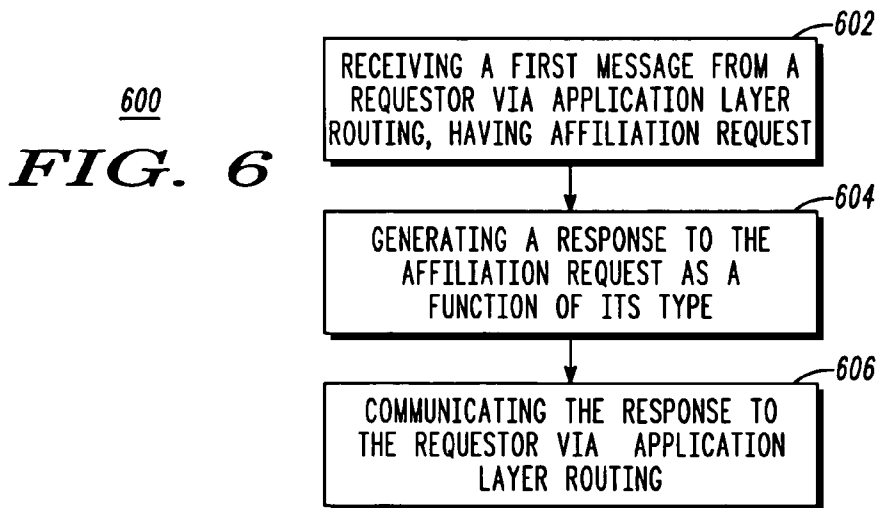 600
FIG. 6
602
RECEIVING A FIRST MESSAGE FROM A
REQUESTOR VIA APPLICATION LAYER
ROUTING, HAVING AFFILIATION REQUEST
604
GENERATING A RESPONSE TO THE
AFFILIATION REQUEST AS A
FUNCTION OF ITS TYPE
606
COMMUNICATING THE RESPONSE TO
THE REQUESTOR VIA APPLICATION
LAYER ROUTING